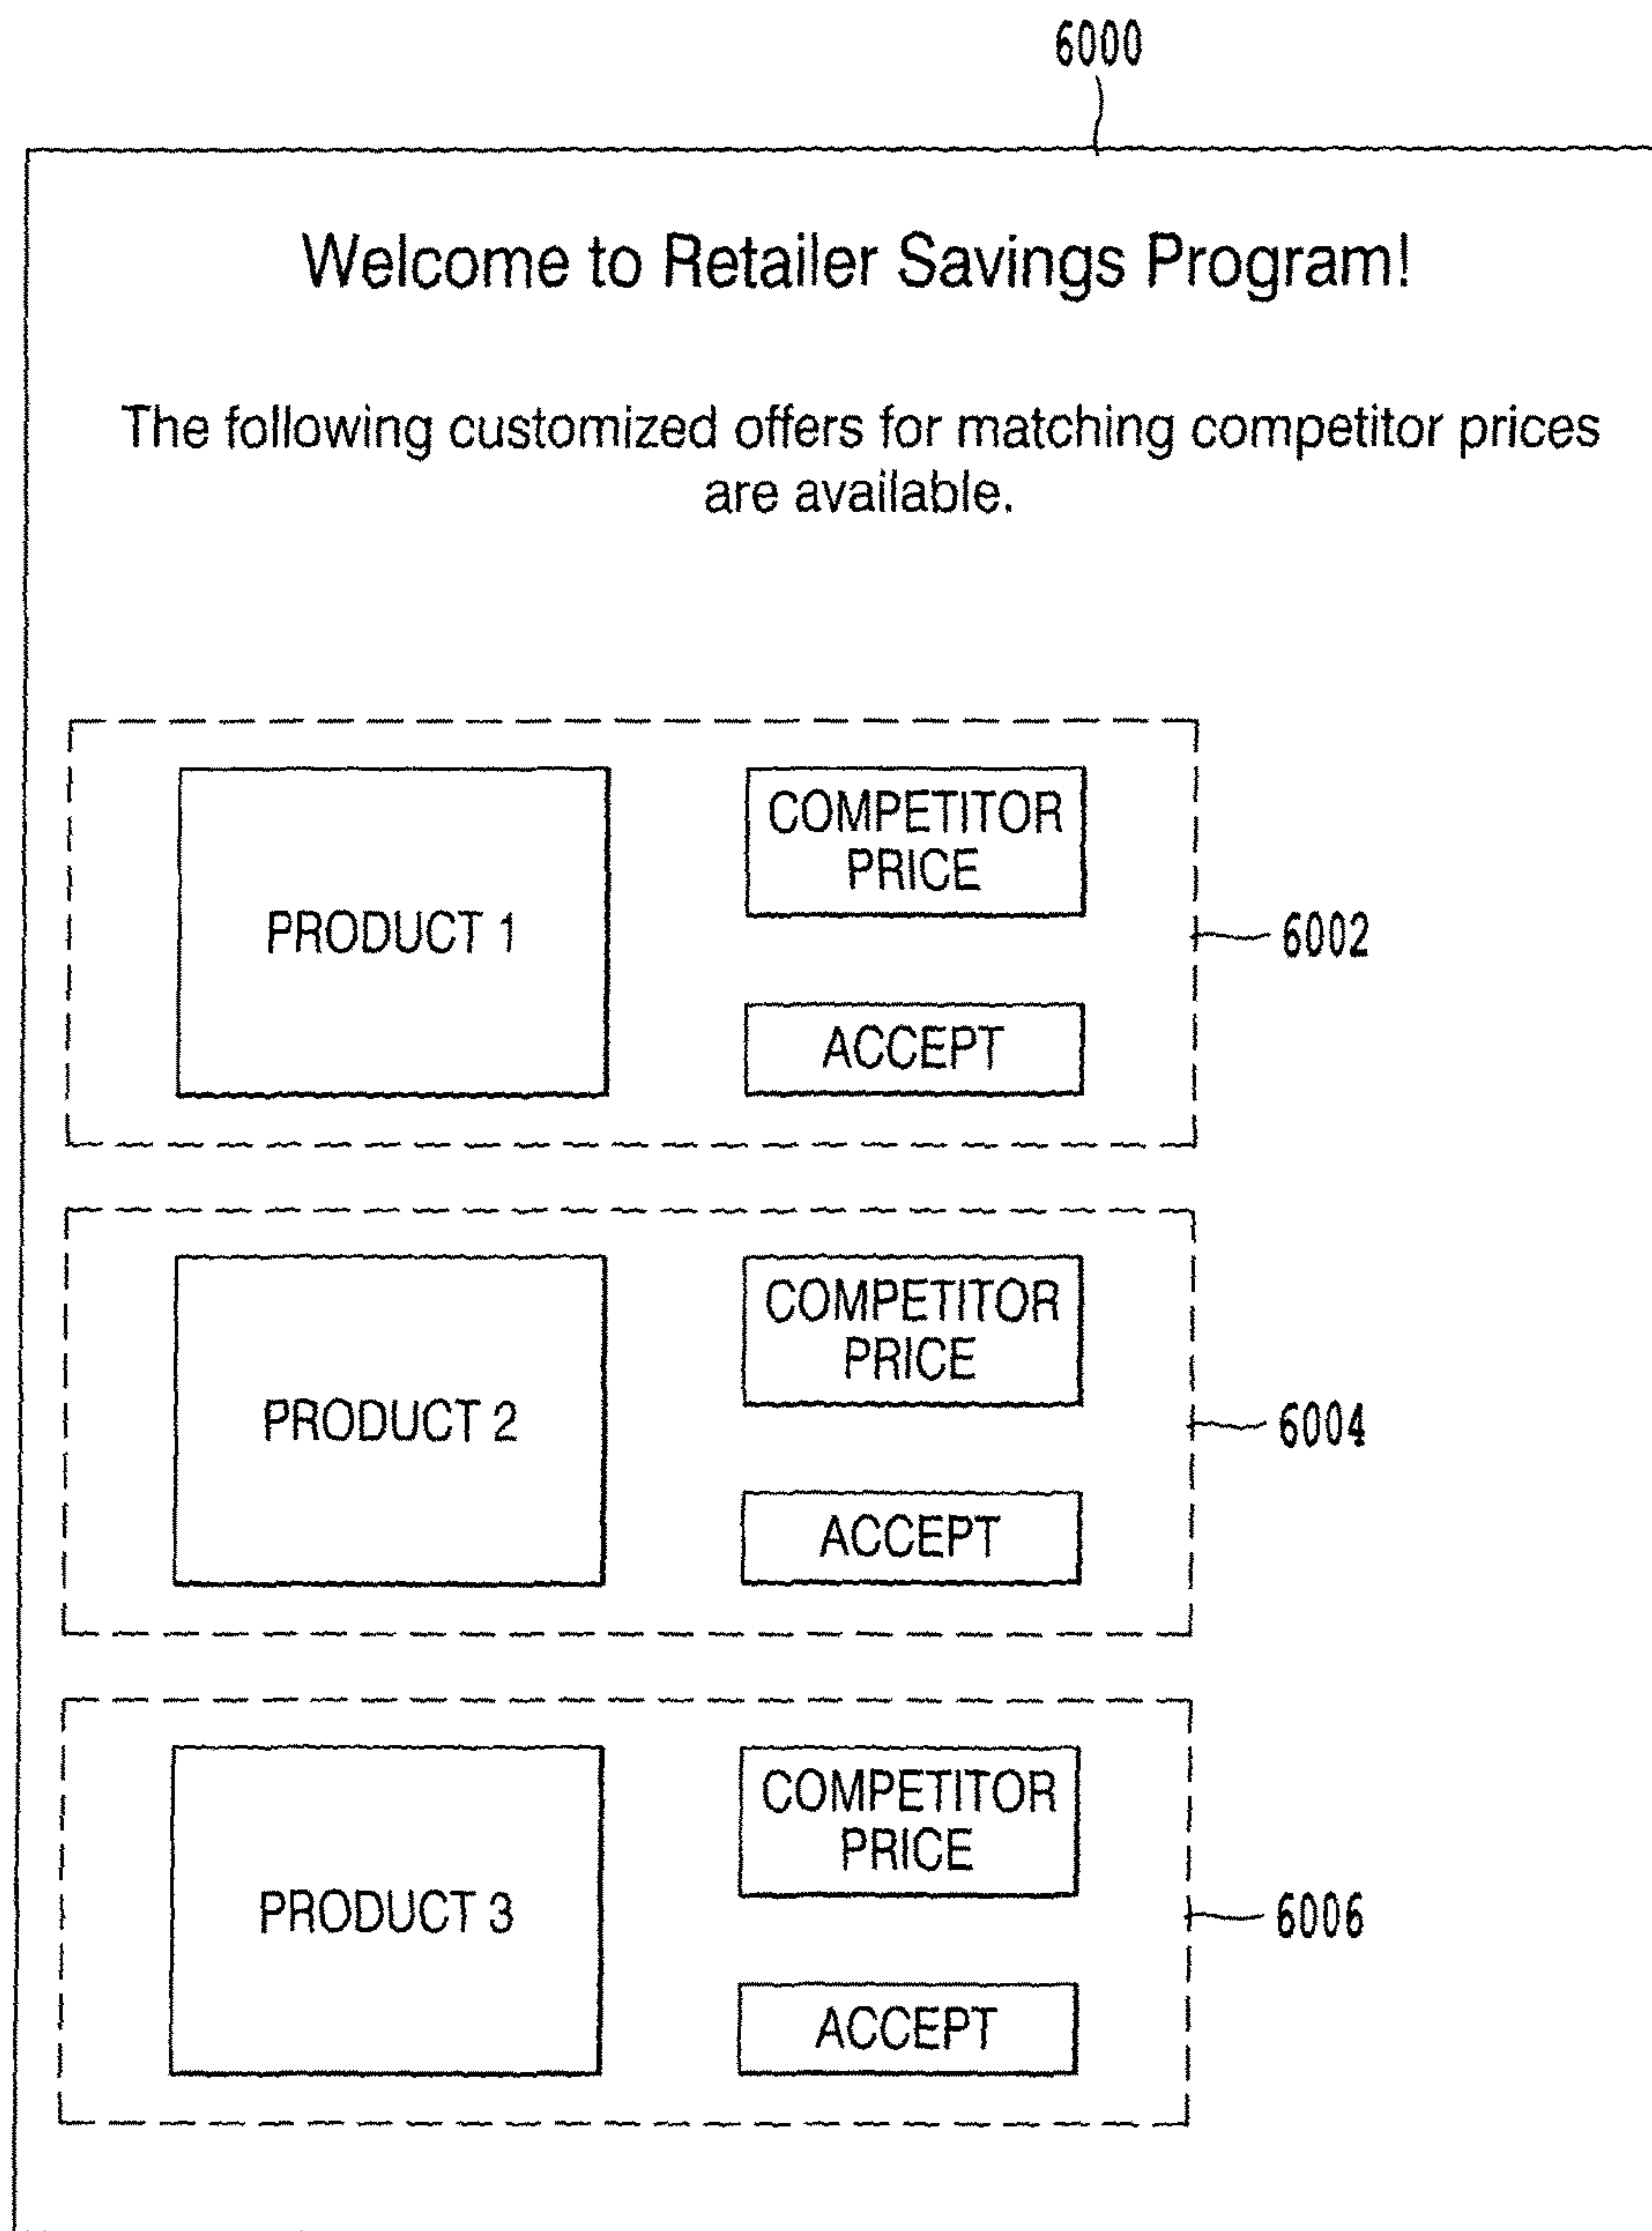 6000
Welcome to Retailer Savings Program!
The following customized offers for matching competitor prices
are available.
PRODUCT 1
COMPETITOR
PRICE
ACCEPT
6002
PRODUCT 2
COMPETITOR
PRICE
ACCEPT
6004
PRODUCT 3
COMPETITOR
PRICE
ACCEPT
6006